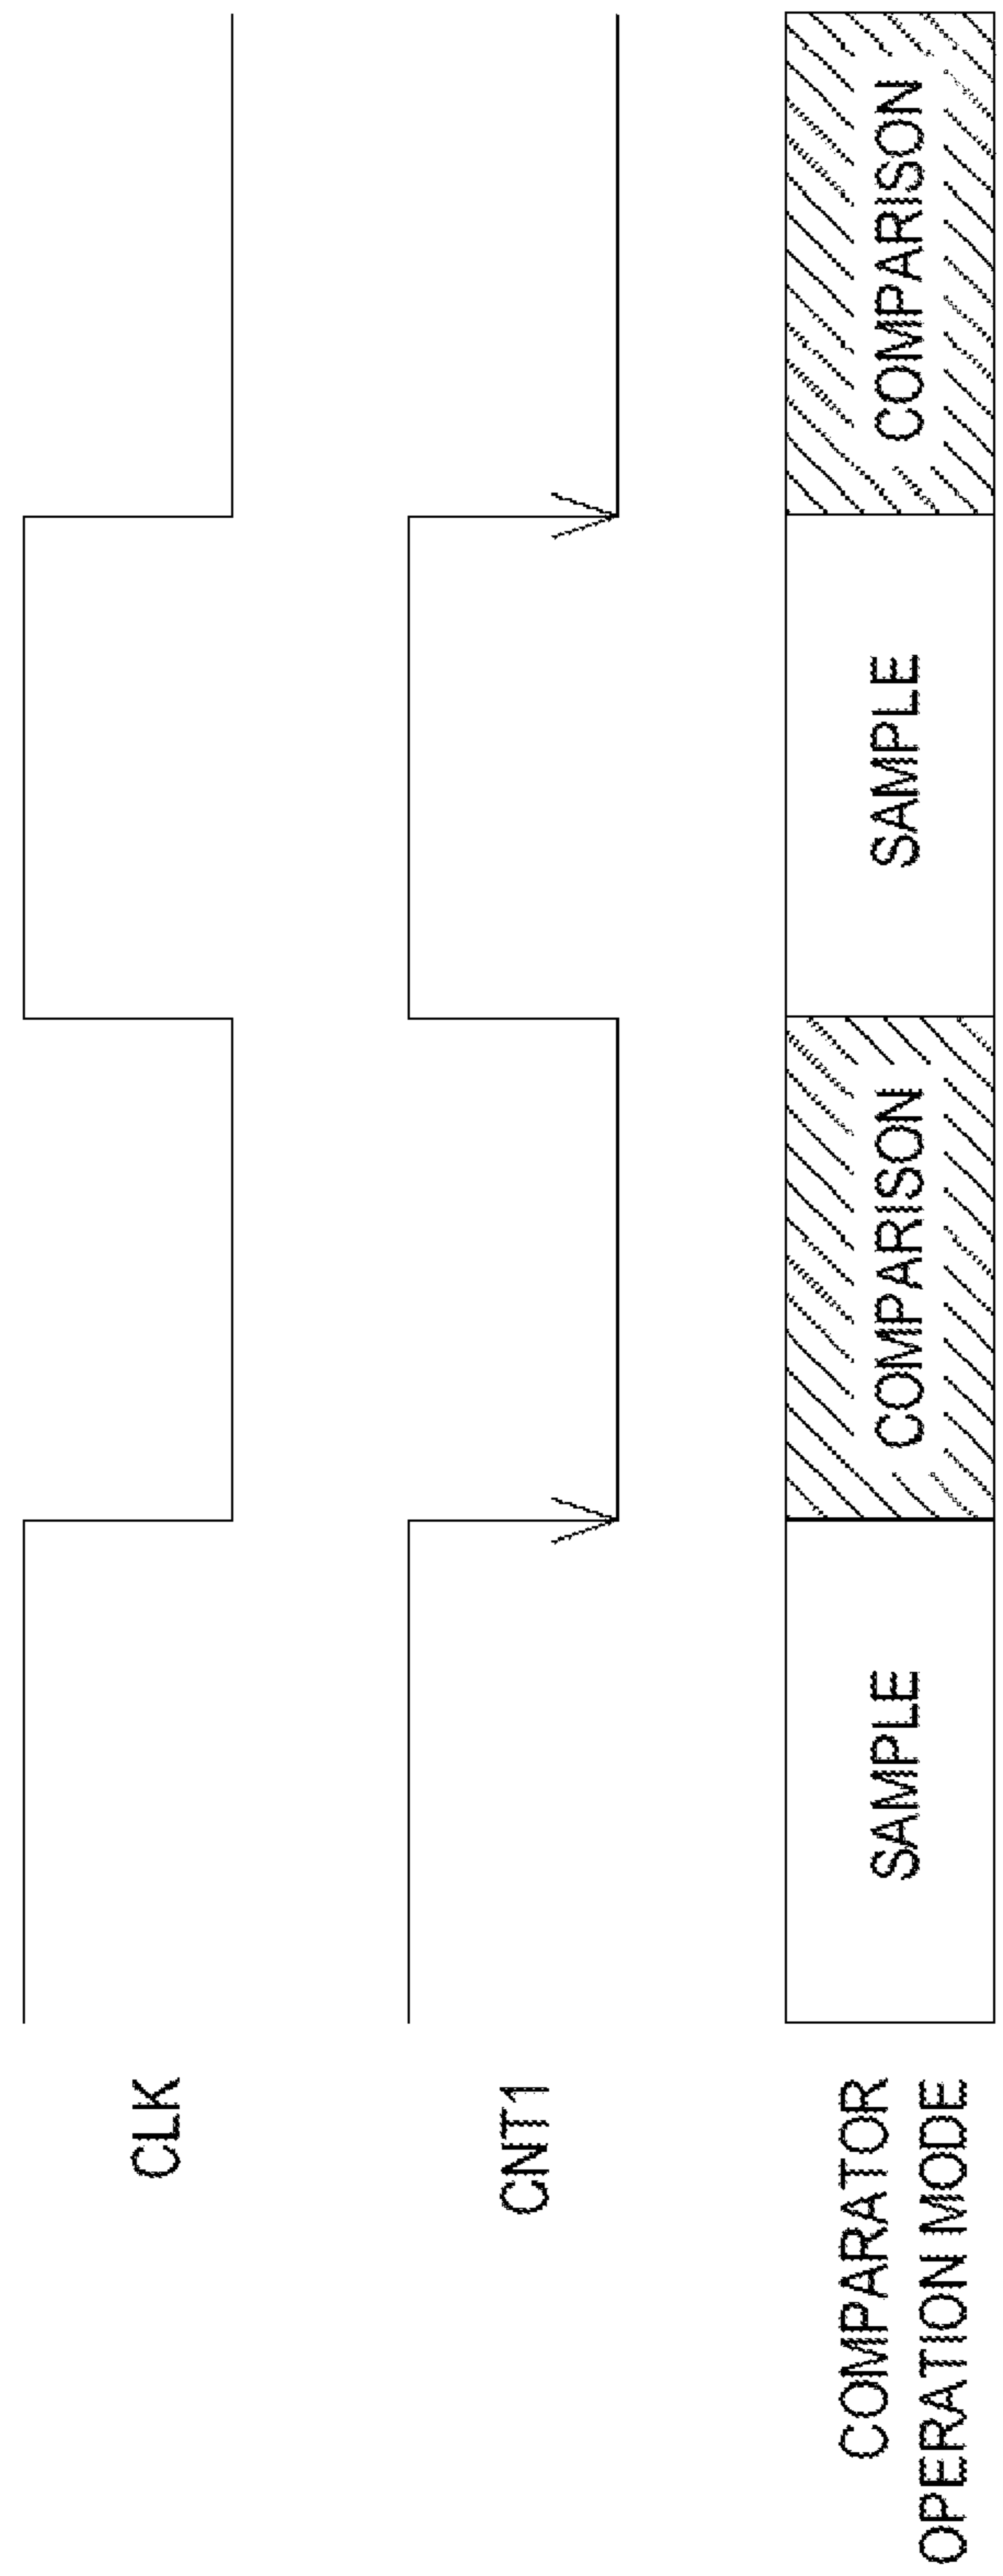 CLK
CNT1
COMPARATOR
OPERATION MODE
SAMPLE
COMPARISON
SAMPLE
COMPARISON